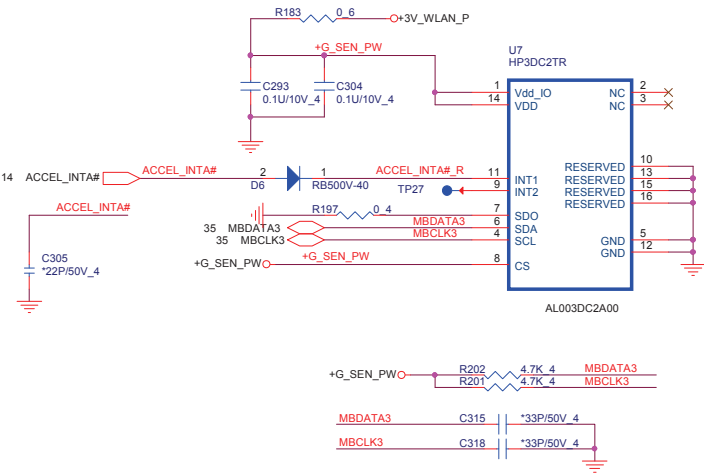 R183 0_6 +3V_WLAN_P
+G_SEN_PW
U7
HP3DC2TR
C293
0.1U/10V_4
C304
0.1U/10V_4
1 Vdd_IO
14 VDD
NC 2
NC 3
14 ACCEL_INTA# ACCEL_INTA# 2 1 ACCEL_INTA#_R 11 INT1
D6 RB500V-40
TP27 9 INT2
RESERVED 10
RESERVED 13
RESERVED 15
RESERVED 16
ACCEL_INTA#
R197 0_4 7 SDO
35 MBDATA3 MBDATA3 6 SDA
35 MBCLK3 MBCLK3 4 SCL
GND 5
GND 12
C305
*22P/50V_4
+G_SEN_PW +G_SEN_PW 8 CS
AL003DC2A00
+G_SEN_PW R202 4.7K_4 MBDATA3
R201 4.7K_4 MBCLK3
MBDATA3 C315 *33P/50V_4
MBCLK3 C318 *33P/50V_4